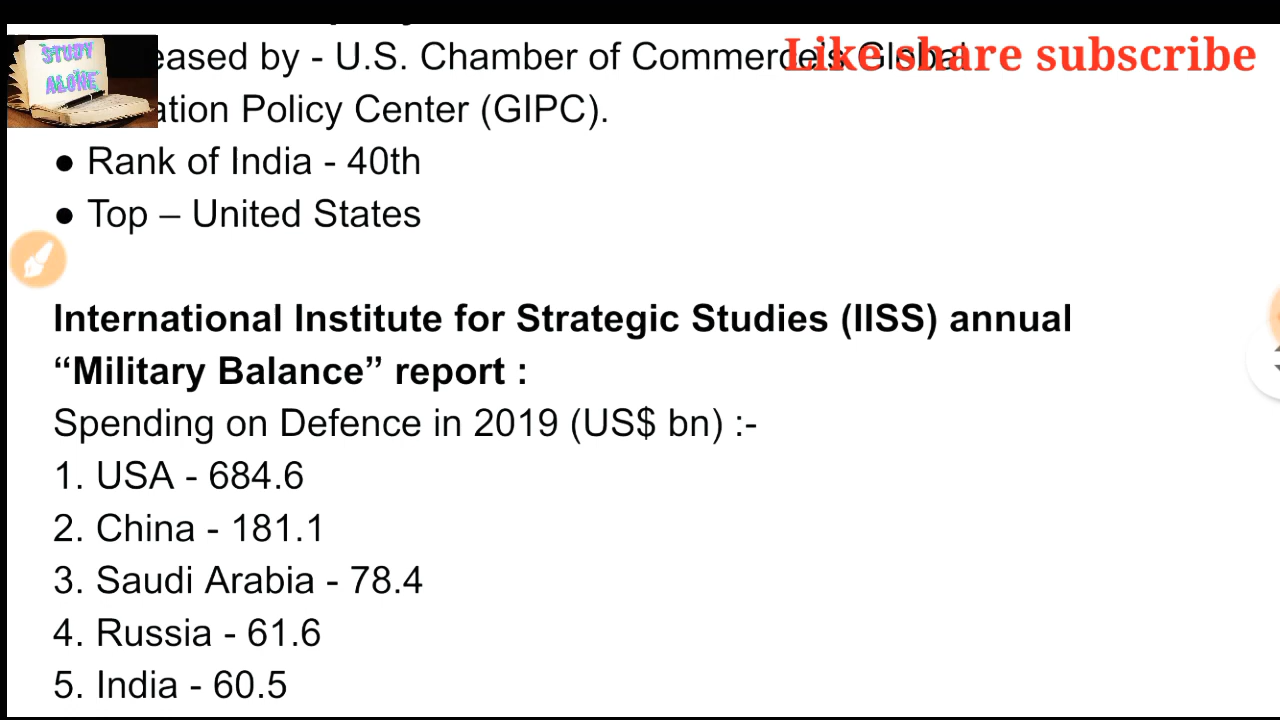 STUDY
ALONE
eased by - U.S. Chamber of Commerce's Global
Like share subscribe
ation Policy Center (GIPC).
● Rank of India - 40th
● Top – United States
International Institute for Strategic Studies (IISS) annual
“Military Balance” report :
Spending on Defence in 2019 (US$ bn) :-
1. USA - 684.6
2. China - 181.1
3. Saudi Arabia - 78.4
4. Russia - 61.6
5. India - 60.5